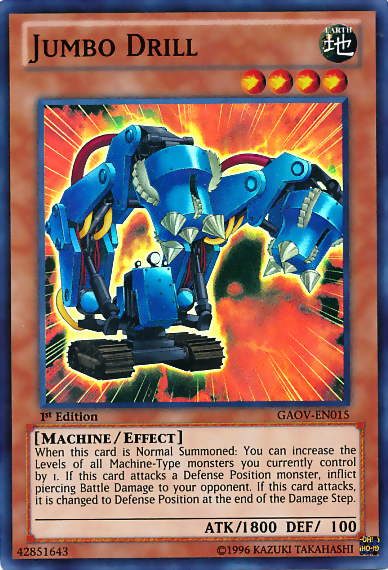 JUMBO DRILL
EARTH
地
1st Edition
GAOV-EN015
[MACHINE/EFFECT]
When this card is Normal Summoned: You can increase the
Levels of all Machine-Type monsters you currently control
by 1. If this card attacks a Defense Position monster, inflict
piercing Battle Damage to your opponent. If this card attacks,
it is changed to Defense Position at the end of the Damage Step.
ATK/1800 DEF/ 100
42851643
©1996 KAZUKI TAKAHASHI